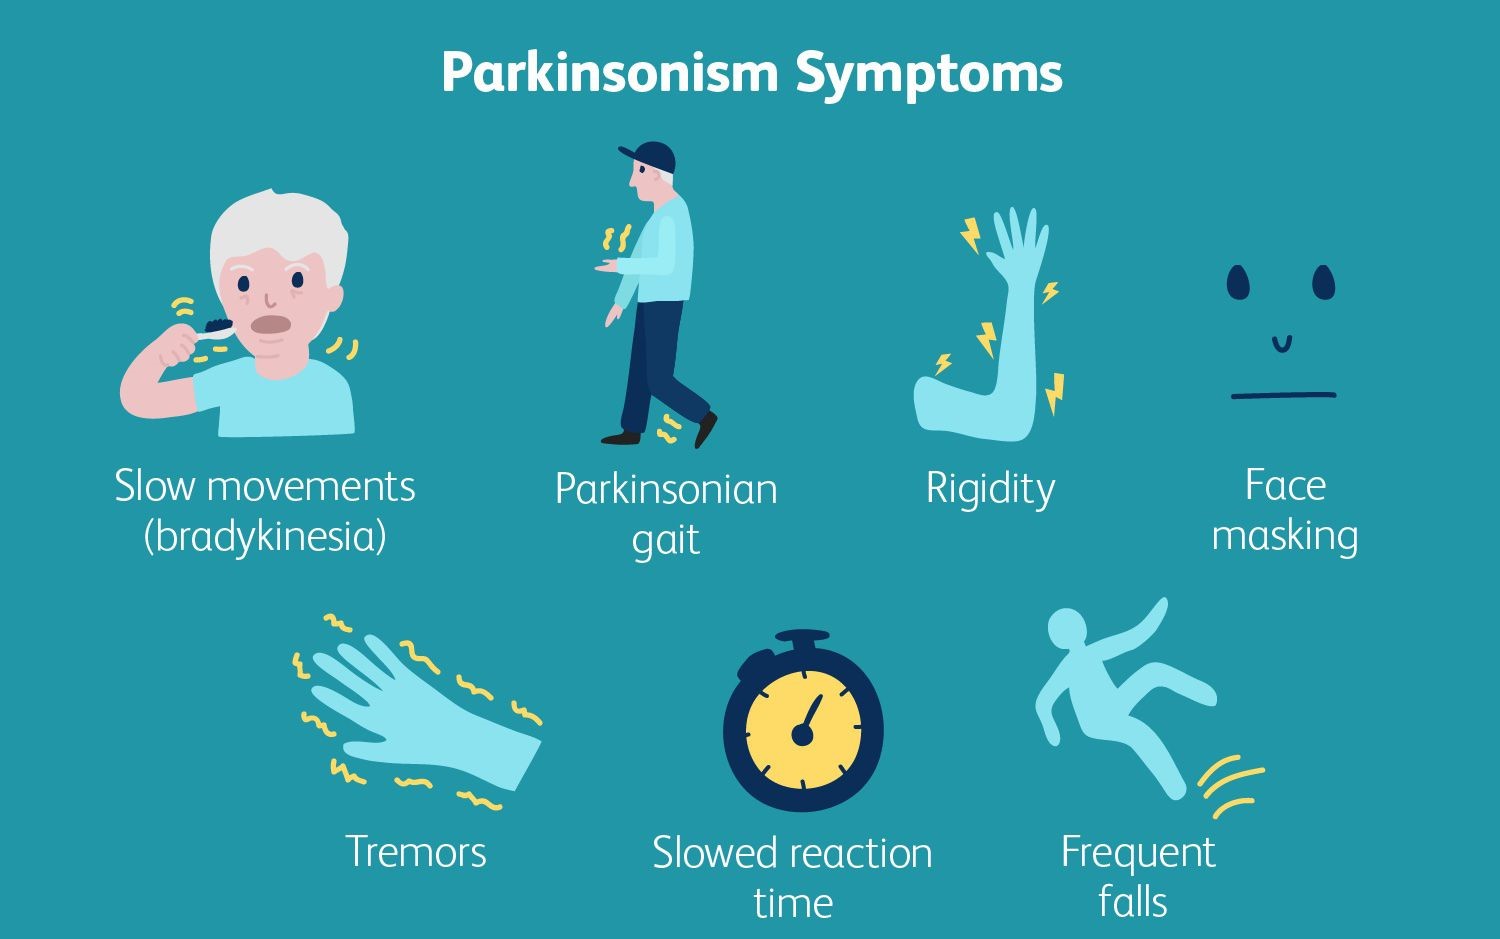 Parkinsonism Symptoms
Slow movements
(bradykinesia)
Parkinsonian
gait
Rigidity
Face
masking
Tremors
Slowed reaction
time
Frequent
falls